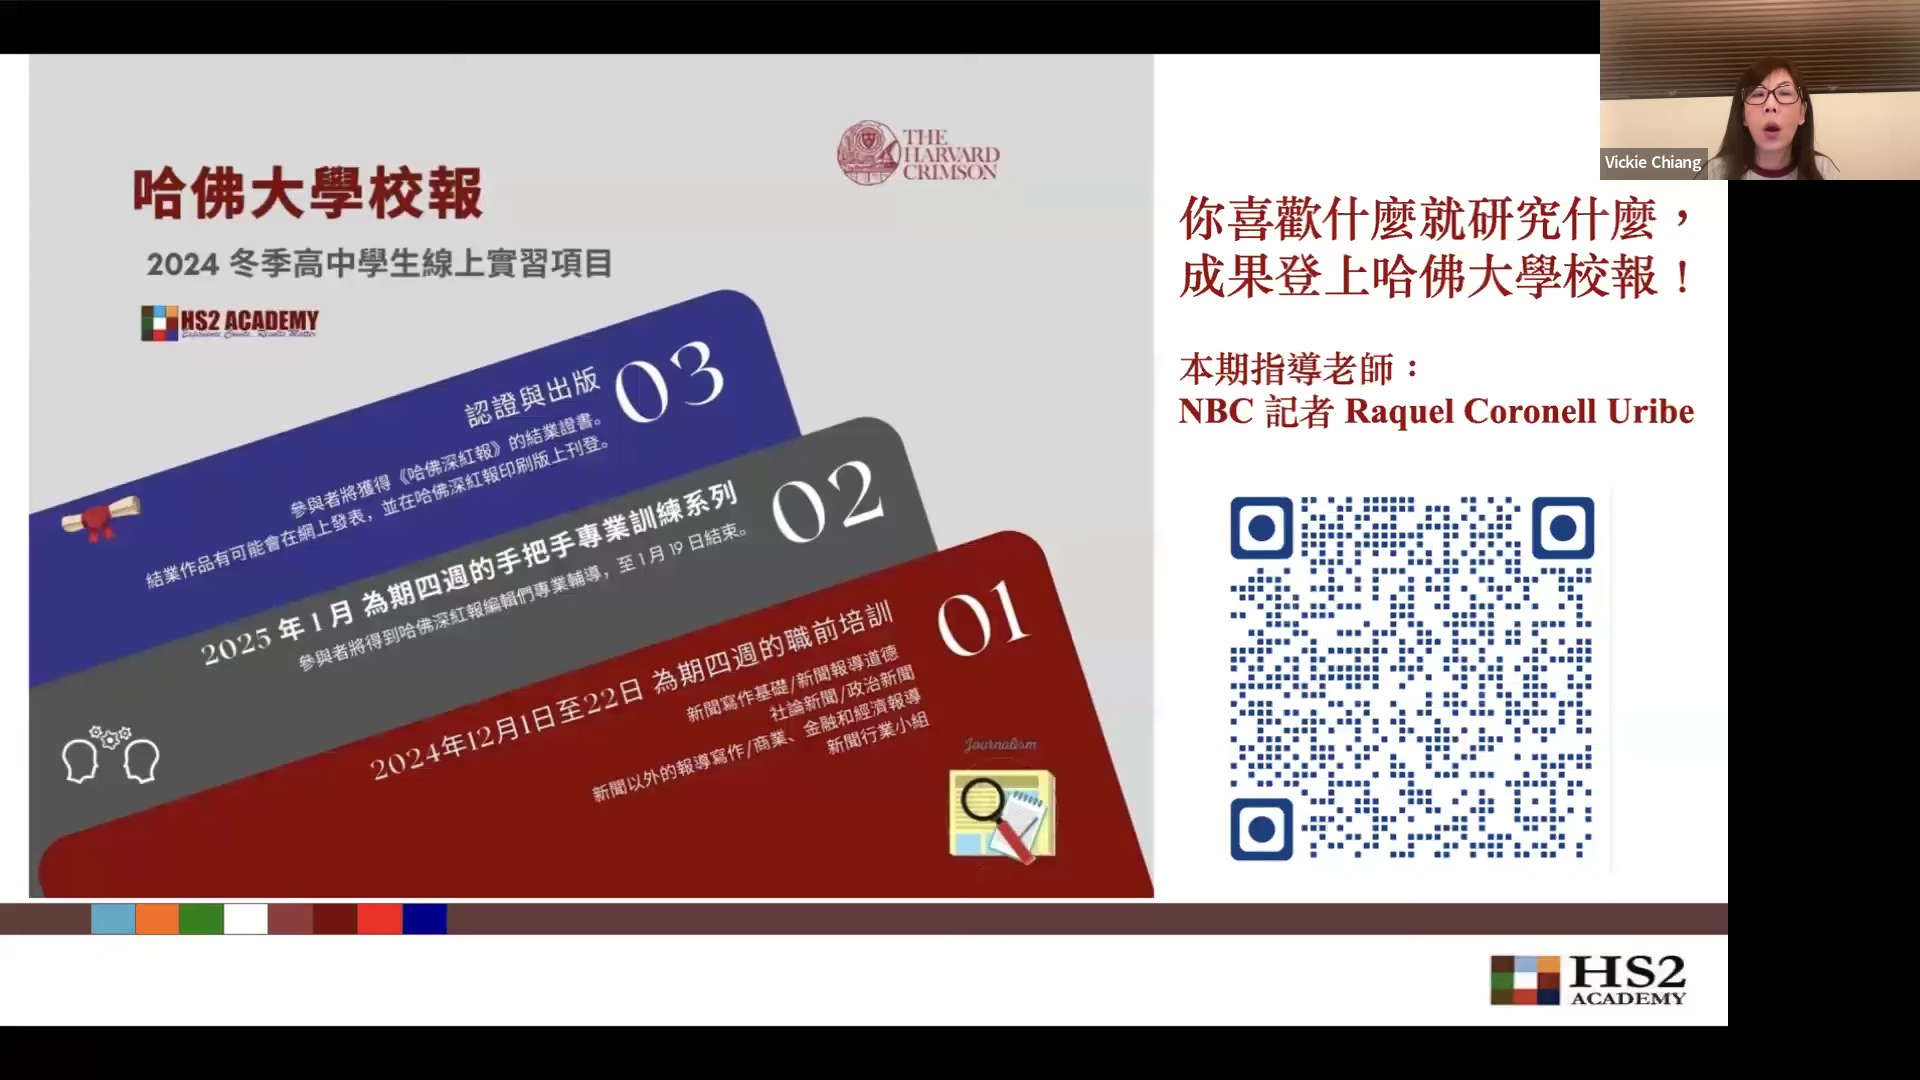 哈佛大學校報
2024 冬季高中學生線上實習項目
HS2 ACADEMY
Experience Counts. Results Matter
THE
HARVARD
CRIMSON
認證與出版
03
參與者將獲得《哈佛深紅報》的結業證書。
結業作品有可能會在網上發表，並在哈佛深紅報印刷版上刊登。
2025 年 1 月 為期四週的手把手專業訓練系列
02
參與者將得到哈佛深紅報編輯們專業輔導，至 1 月 19 日結束。
2024年12月1日至22日 為期四週的職前培訓
01
新聞寫作基礎/新聞報導道德
社論新聞/政治新聞
新聞以外的報導寫作/商業、金融和經濟報導
新聞行業小組
Journalism
你喜歡什麼就研究什麼，
成果登上哈佛大學校報！
本期指導老師：
NBC 記者 Raquel Coronell Uribe
Vickie Chiang
HS2
ACADEMY